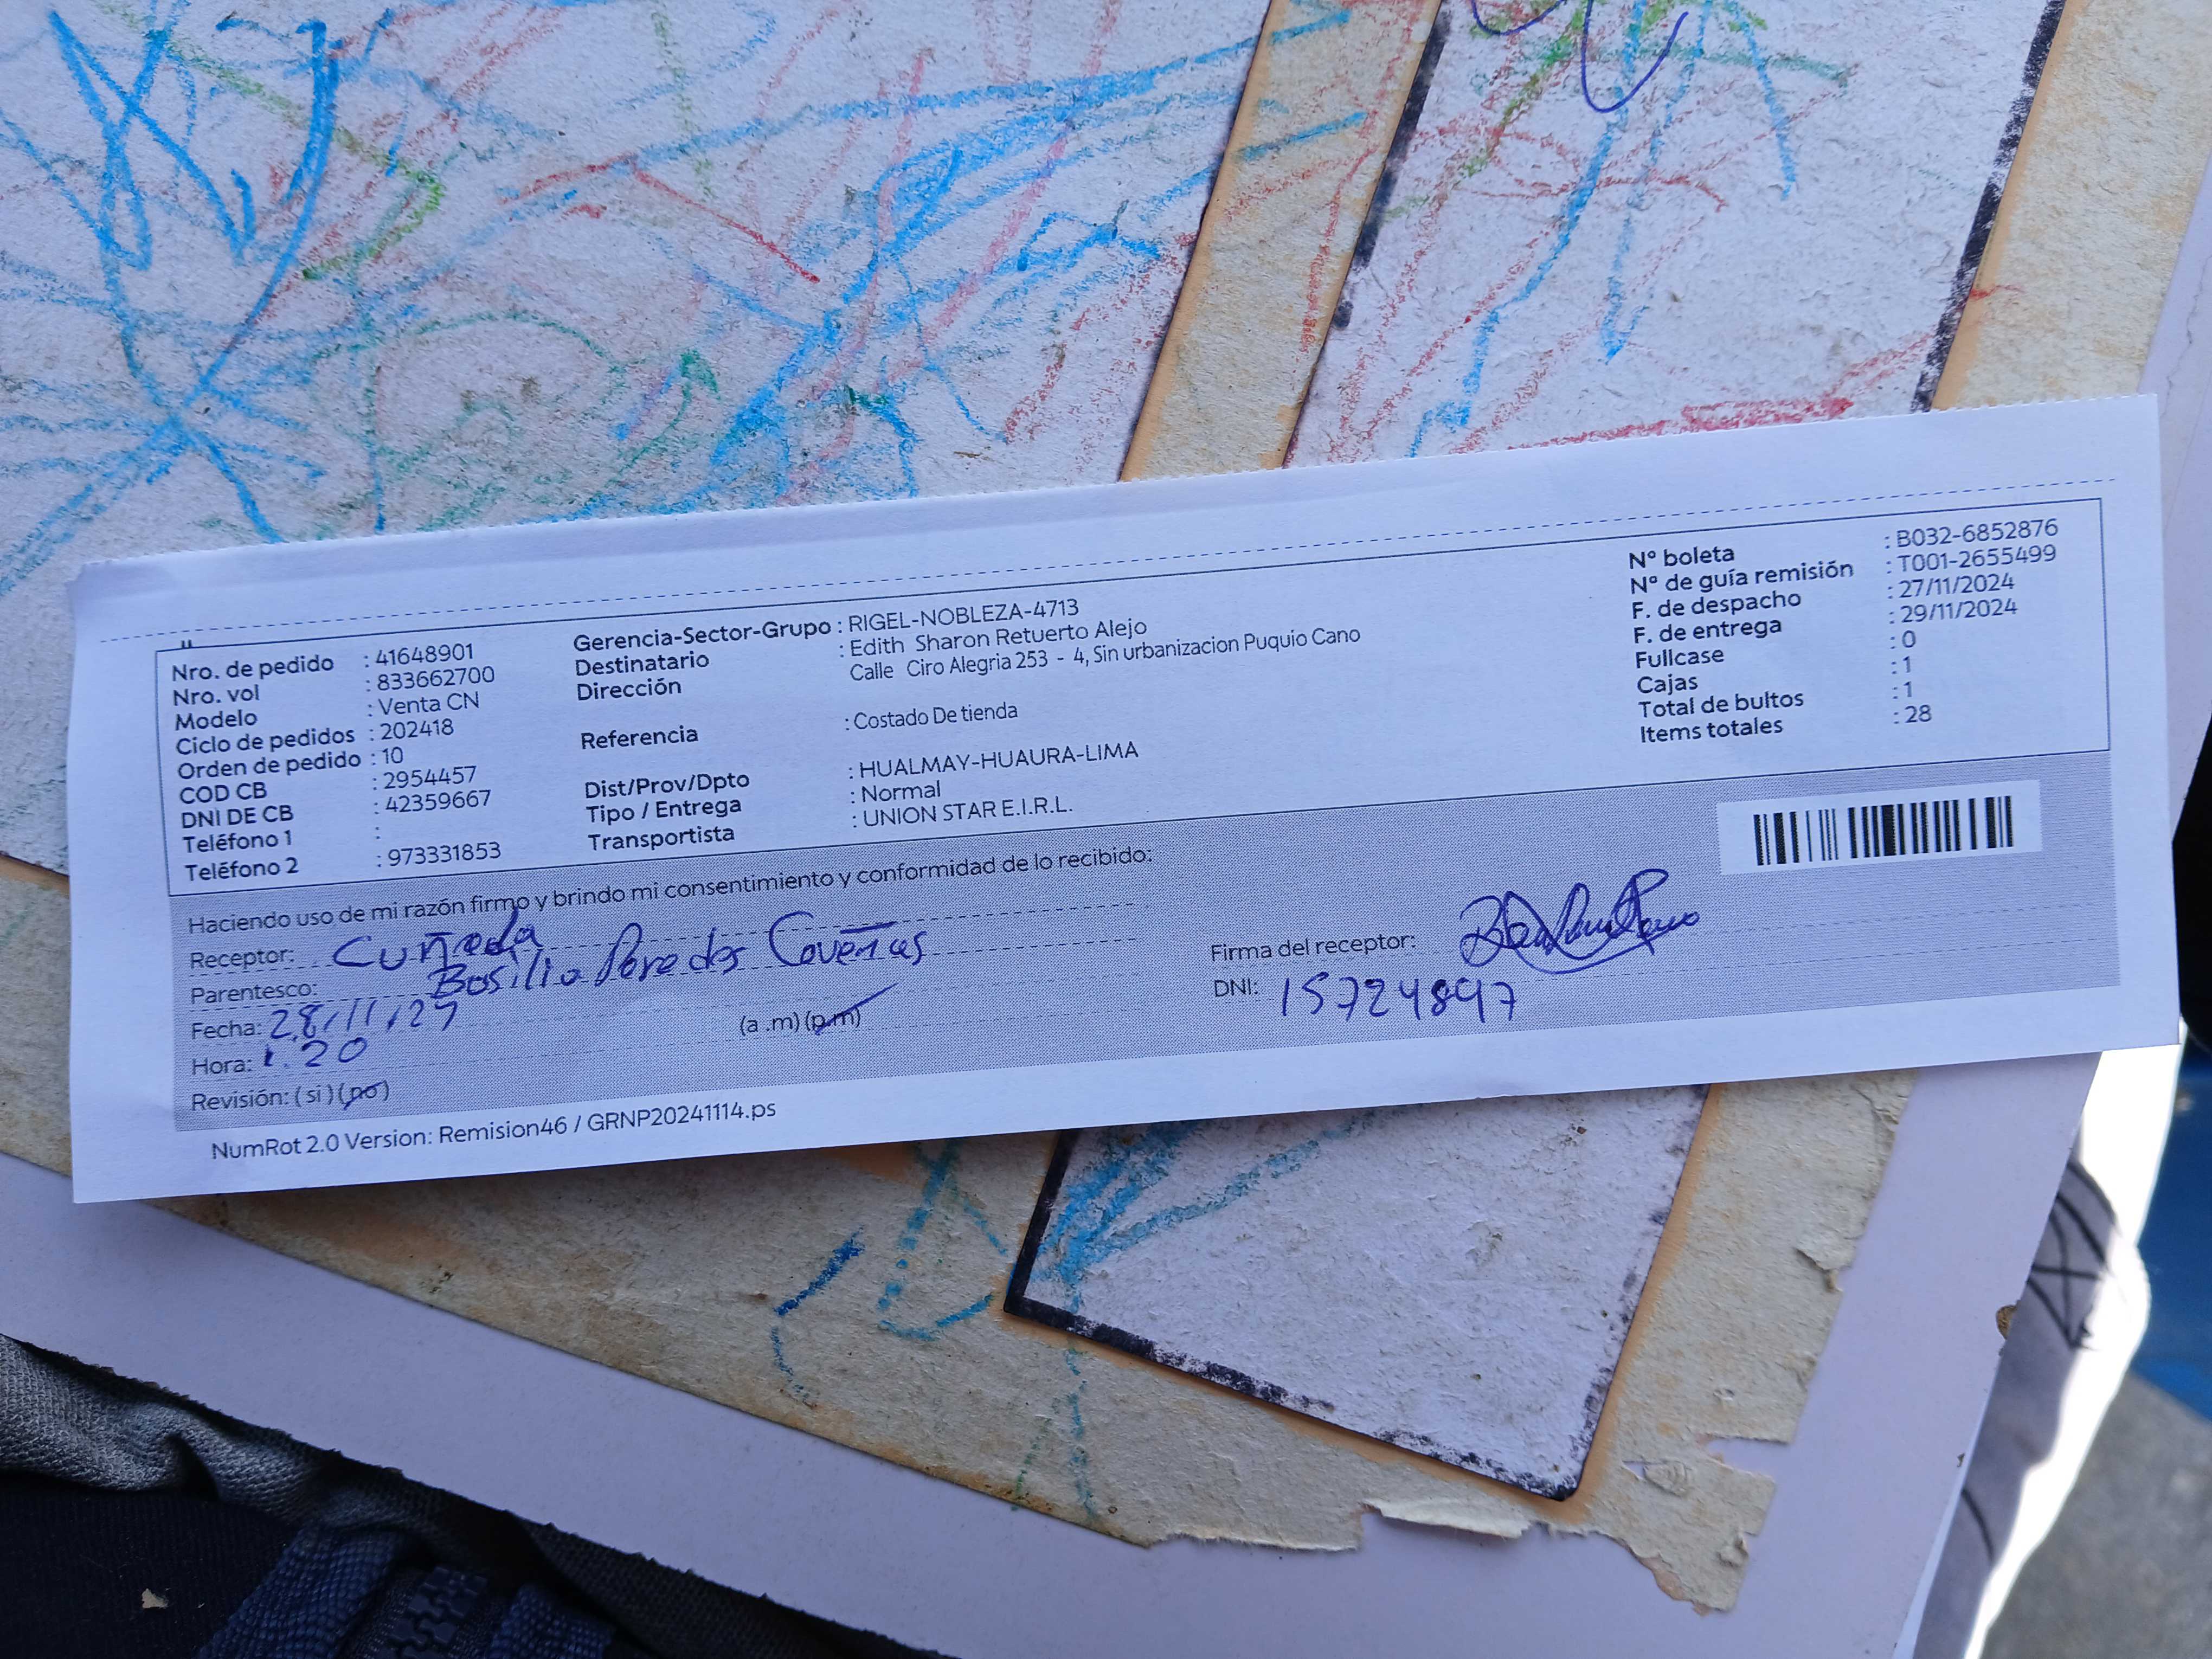 Nro. de pedido : 41648901
Nro. vol : 833662700
Modelo : Venta CN
Ciclo de pedidos : 202418
Orden de pedido : 10
COD CB : 2954457
DNI DE CB : 42359667
Teléfono 1 :
Teléfono 2 : 973331853
Gerencia-Sector-Grupo : RIGEL-NOBLEZA-4713
Destinatario : Edith Sharon Retuerto Alejo
Dirección Calle Ciro Alegria 253 - 4, Sin urbanizacion Puquio Cano
Referencia : Costado De tienda
Dist/Prov/Dpto : HUALMAY-HUAURA-LIMA
Tipo / Entrega : Normal
Transportista : UNION STAR E.I.R.L.
N° boleta : B032-6852876
N° de guía remisión : T001-2655499
F. de despacho : 27/11/2024
F. de entrega : 29/11/2024
Fullcase : 0
Cajas : 1
Total de bultos : 1
Items totales : 28
Haciendo uso de mi razón firmo y brindo mi consentimiento y conformidad de lo recibido:
Receptor: Cuñada
Parentesco: Basilia Paredes
Fecha: 28/11/24
Hora: 1:20 (a .m) (p.m)
Revisión: ( si ) ( no )
Firma del receptor:
DNI: 15724897
NumRot 2.0 Version: Remision46 / GRNP20241114.ps